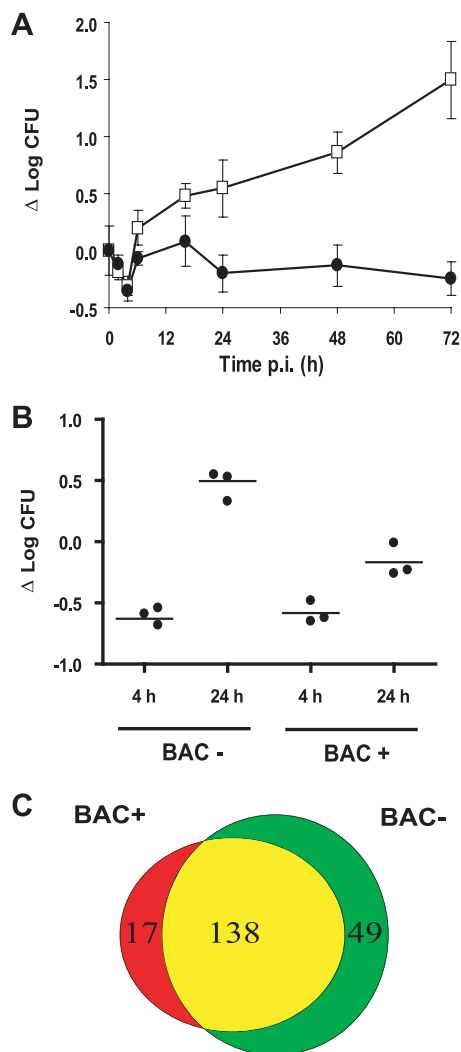 A
2.0
1.5
1.0
0.5
0.0
-0.5
Δ Log CFU
0 12 24 36 48 60 72
Time p.i. (h)
B
1.0
0.5
0.0
-0.5
-1.0
Δ Log CFU
4 h 24 h 4 h 24 h
BAC - BAC +
C
BAC+ BAC-
17 138 49